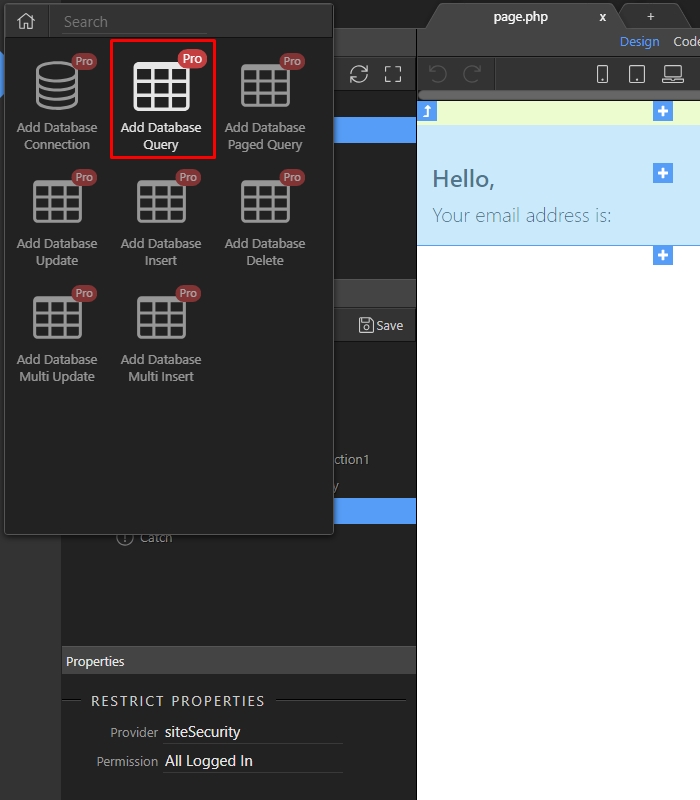 Search
page.php
x
+
Design
Code
Pro
Pro
Pro
Add Database
Connection
Add Database
Query
Add Database
Paged Query
Pro
Pro
Pro
Add Database
Update
Add Database
Insert
Add Database
Delete
Pro
Pro
Add Database
Multi Update
Add Database
Multi Insert
Hello,
Your email address is:
Save
ction1
y
Catch
Properties
RESTRICT PROPERTIES
Provider siteSecurity
Permission All Logged In